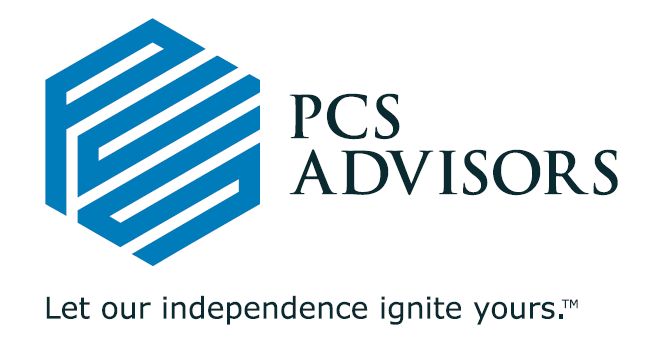 PCS
ADVISORS
Let our independence ignite yours.™